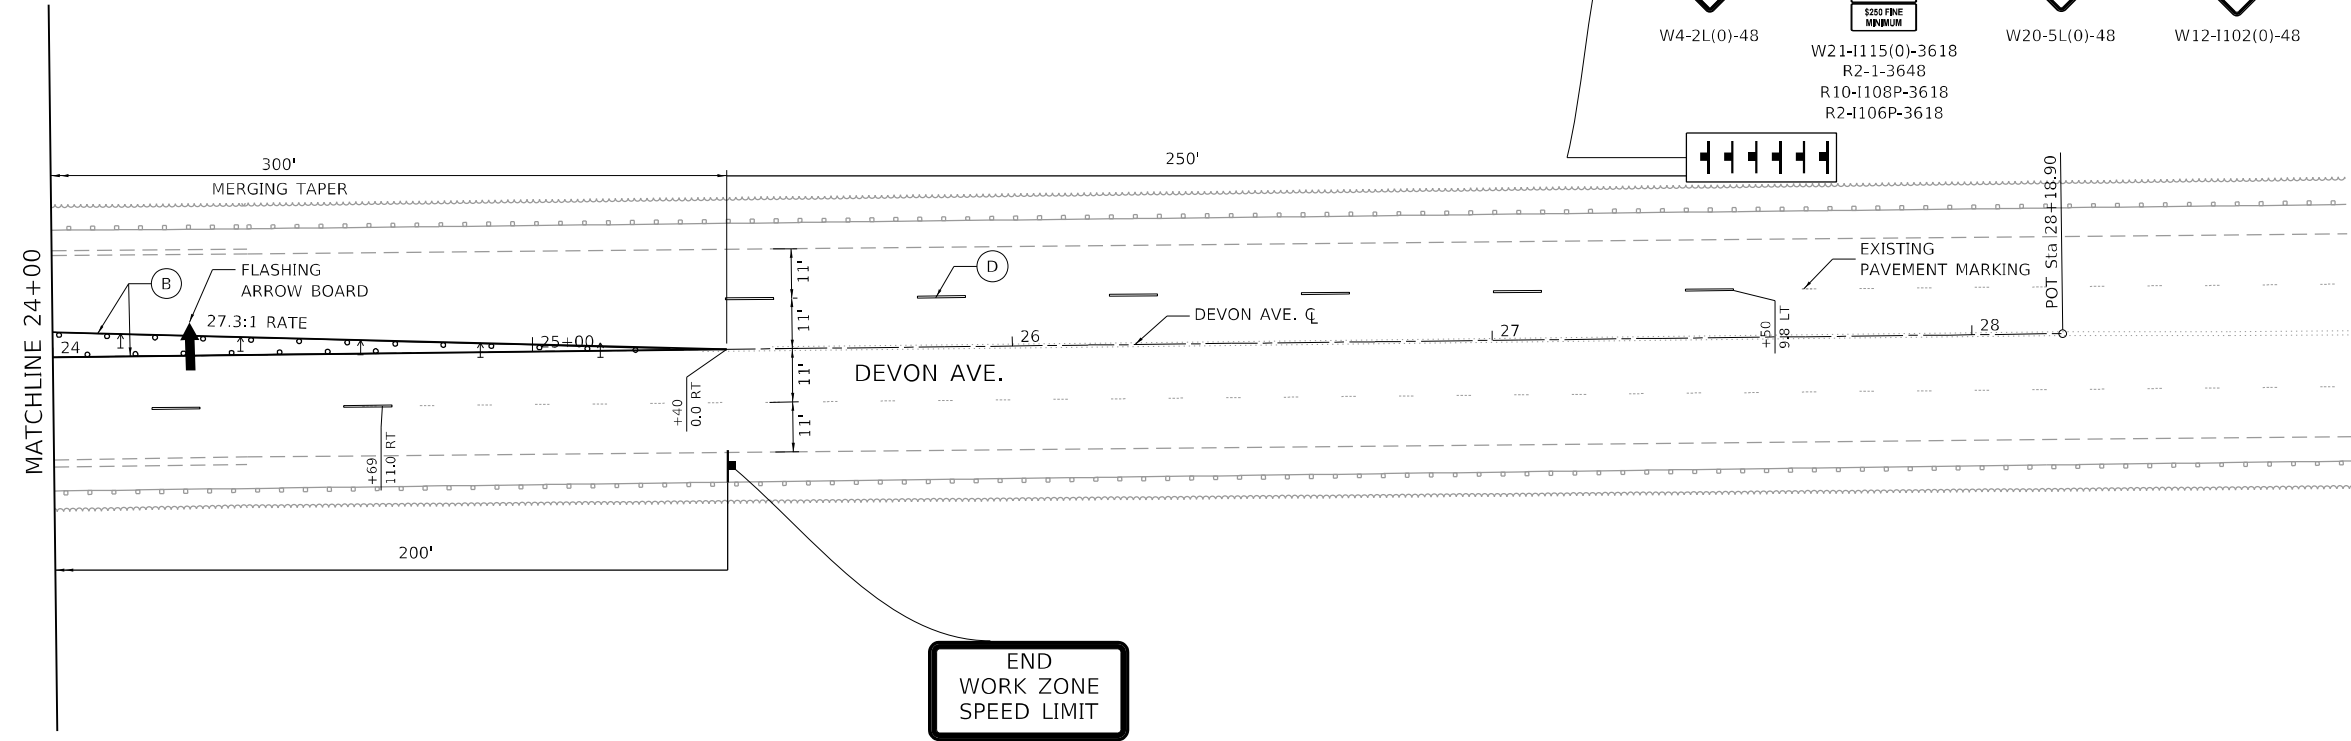 $250 FINE
MINIMUM
W4-2L(0)-48
W21-I115(0)-3618
R2-1-3648
R10-I108P-3618
R2-I106P-3618
W20-5L(0)-48
W12-I102(0)-48
300'
MERGING TAPER
250'
POT Sta 28+18.90
MATCHLINE 24+00
B
FLASHING
ARROW BOARD
27.3:1 RATE
24
25+00
11'
11'
11'
11'
D
DEVON AVE. ℄
26
27
28
EXISTING
PAVEMENT MARKING
+50
9.8 LT
DEVON AVE.
+40
0.0 RT
+69
11.0 RT
200'
END
WORK ZONE
SPEED LIMIT